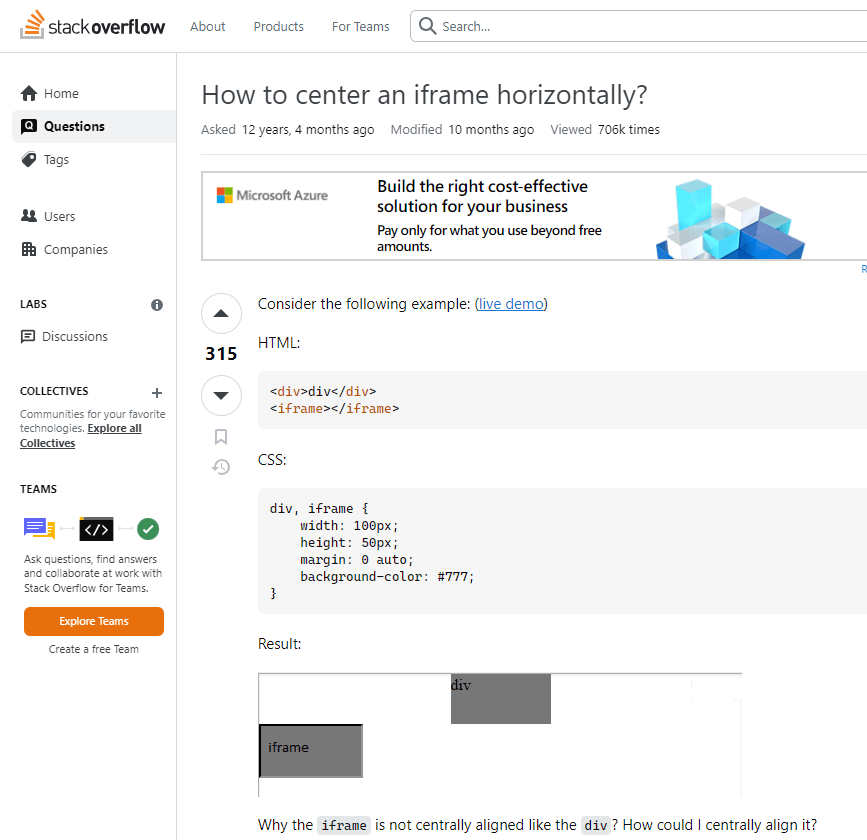 stackoverflow
About Products For Teams
Search...
Home
Questions
Tags
Users
Companies
LABS
Discussions
COLLECTIVES
Communities for your favorite
technologies. Explore all
Collectives
TEAMS
</>
Ask questions, find answers
and collaborate at work with
Stack Overflow for Teams.
Explore Teams
Create a free Team
How to center an iframe horizontally?
Asked 12 years, 4 months ago Modified 10 months ago Viewed 706k times
Microsoft Azure
Build the right cost-effective
solution for your business
Pay only for what you use beyond free
amounts.
R
315
Consider the following example: (live demo)
HTML:
<div>div</div>
<iframe></iframe>
CSS:
div, iframe {
    width: 100px;
    height: 50px;
    margin: 0 auto;
    background-color: #777;
}
Result:
div
iframe
Why the iframe is not centrally aligned like the div? How could I centrally align it?